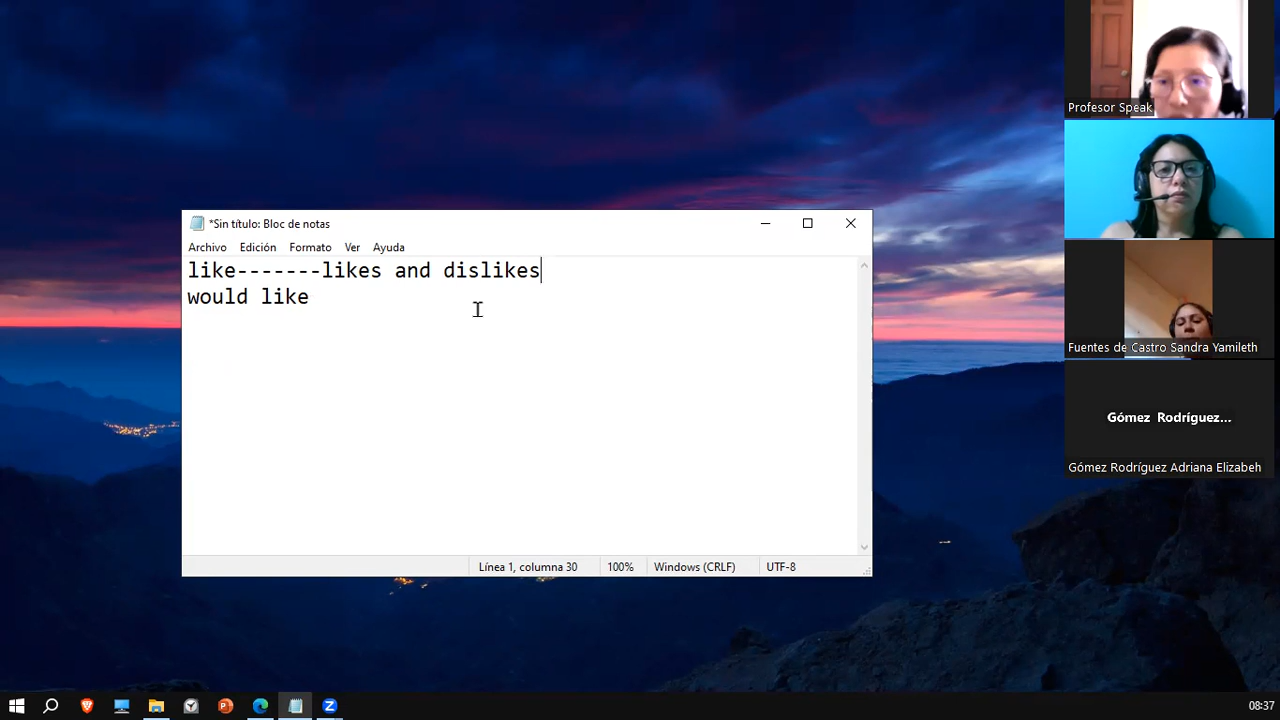 Profesor Speak
*Sin título: Bloc de notas
Archivo Edición Formato Ver Ayuda
like-------likes and dislikes
would like
Fuentes de Castro Sandra Yamileth
Gómez Rodríguez...
Gómez Rodríguez Adriana Elizabeh
Línea 1, columna 30 100% Windows (CRLF) UTF-8
08:37